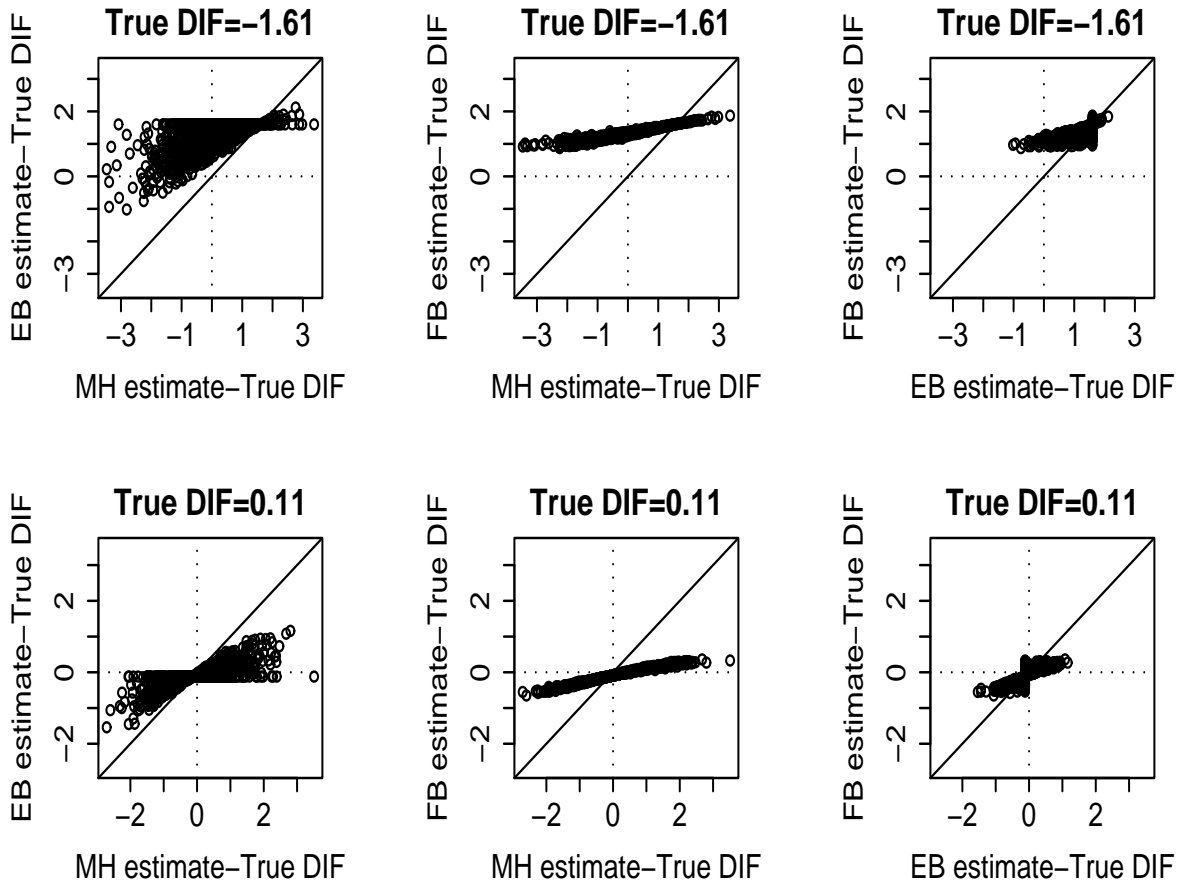 True DIF=−1.61
EB estimate−True DIF
2
0
−3
−3
−1
1
3
MH estimate−True DIF
True DIF=−1.61
FB estimate−True DIF
2
0
−3
−3
−1
1
3
MH estimate−True DIF
True DIF=−1.61
FB estimate−True DIF
2
0
−3
−3
−1
1
3
EB estimate−True DIF
True DIF=0.11
EB estimate−True DIF
2
0
−2
−2
0
2
MH estimate−True DIF
True DIF=0.11
FB estimate−True DIF
2
0
−2
−2
0
2
MH estimate−True DIF
True DIF=0.11
FB estimate−True DIF
2
0
−2
−2
0
2
EB estimate−True DIF